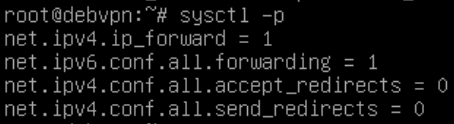 root@debvpn:~# sysctl -p
net.ipv4.ip_forward = 1
net.ipv6.conf.all.forwarding = 1
net.ipv4.conf.all.accept_redirects = 0
net.ipv4.conf.all.send_redirects = 0